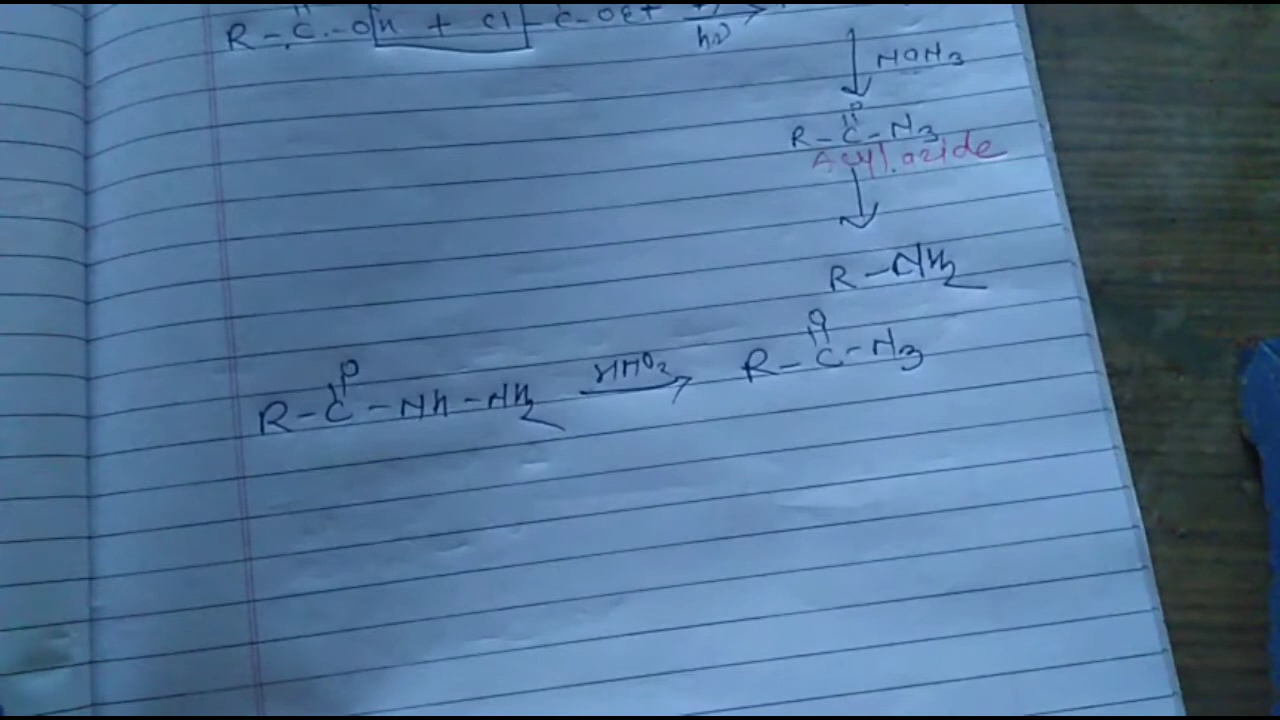 R-C-OH + Cl-C-OEt
hν
NaN3
O
R-C-N3
Acyl azide
R-NH2
O
R-C-NH-NH2 HNO2 R-C-N3
O